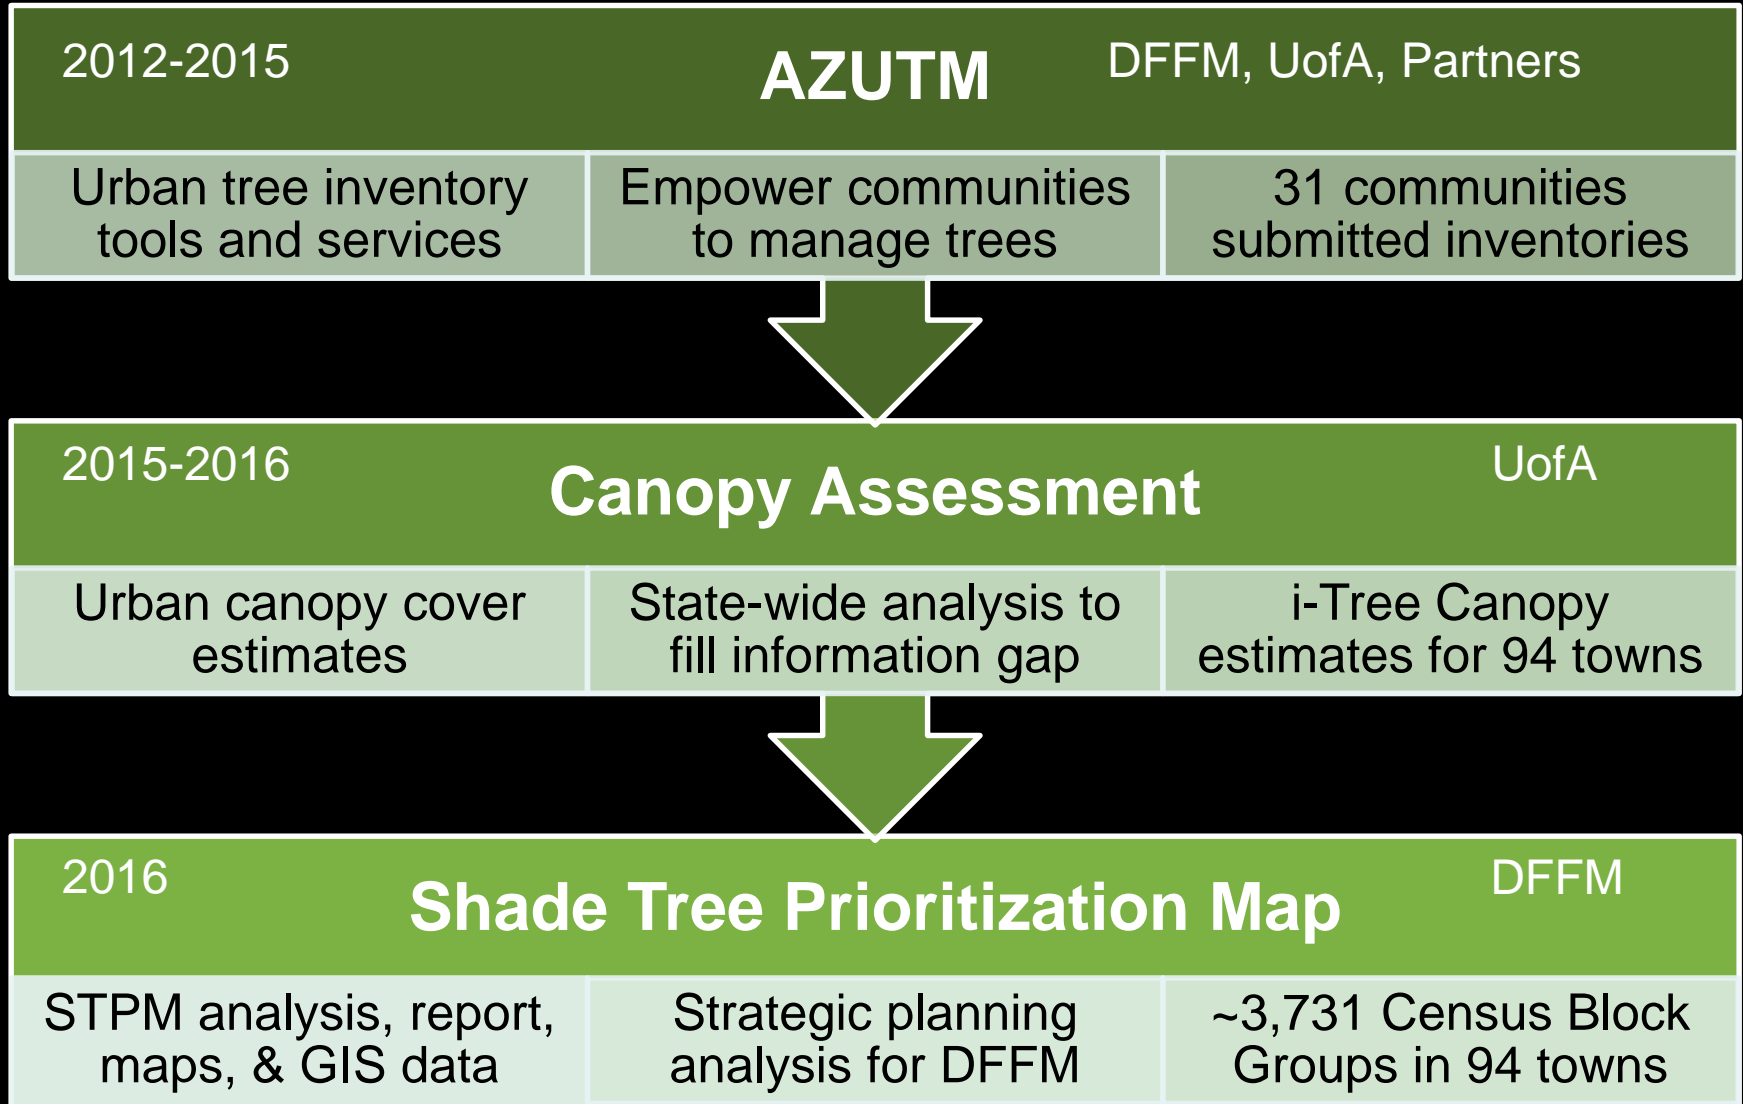 2012-2015
AZUTM
DFFM, UofA, Partners
Urban tree inventory
tools and services
Empower communities
to manage trees
31 communities
submitted inventories
2015-2016
Canopy Assessment
UofA
Urban canopy cover
estimates
State-wide analysis to
fill information gap
i-Tree Canopy
estimates for 94 towns
2016
Shade Tree Prioritization Map
DFFM
STPM analysis, report,
maps, & GIS data
Strategic planning
analysis for DFFM
~3,731 Census Block
Groups in 94 towns